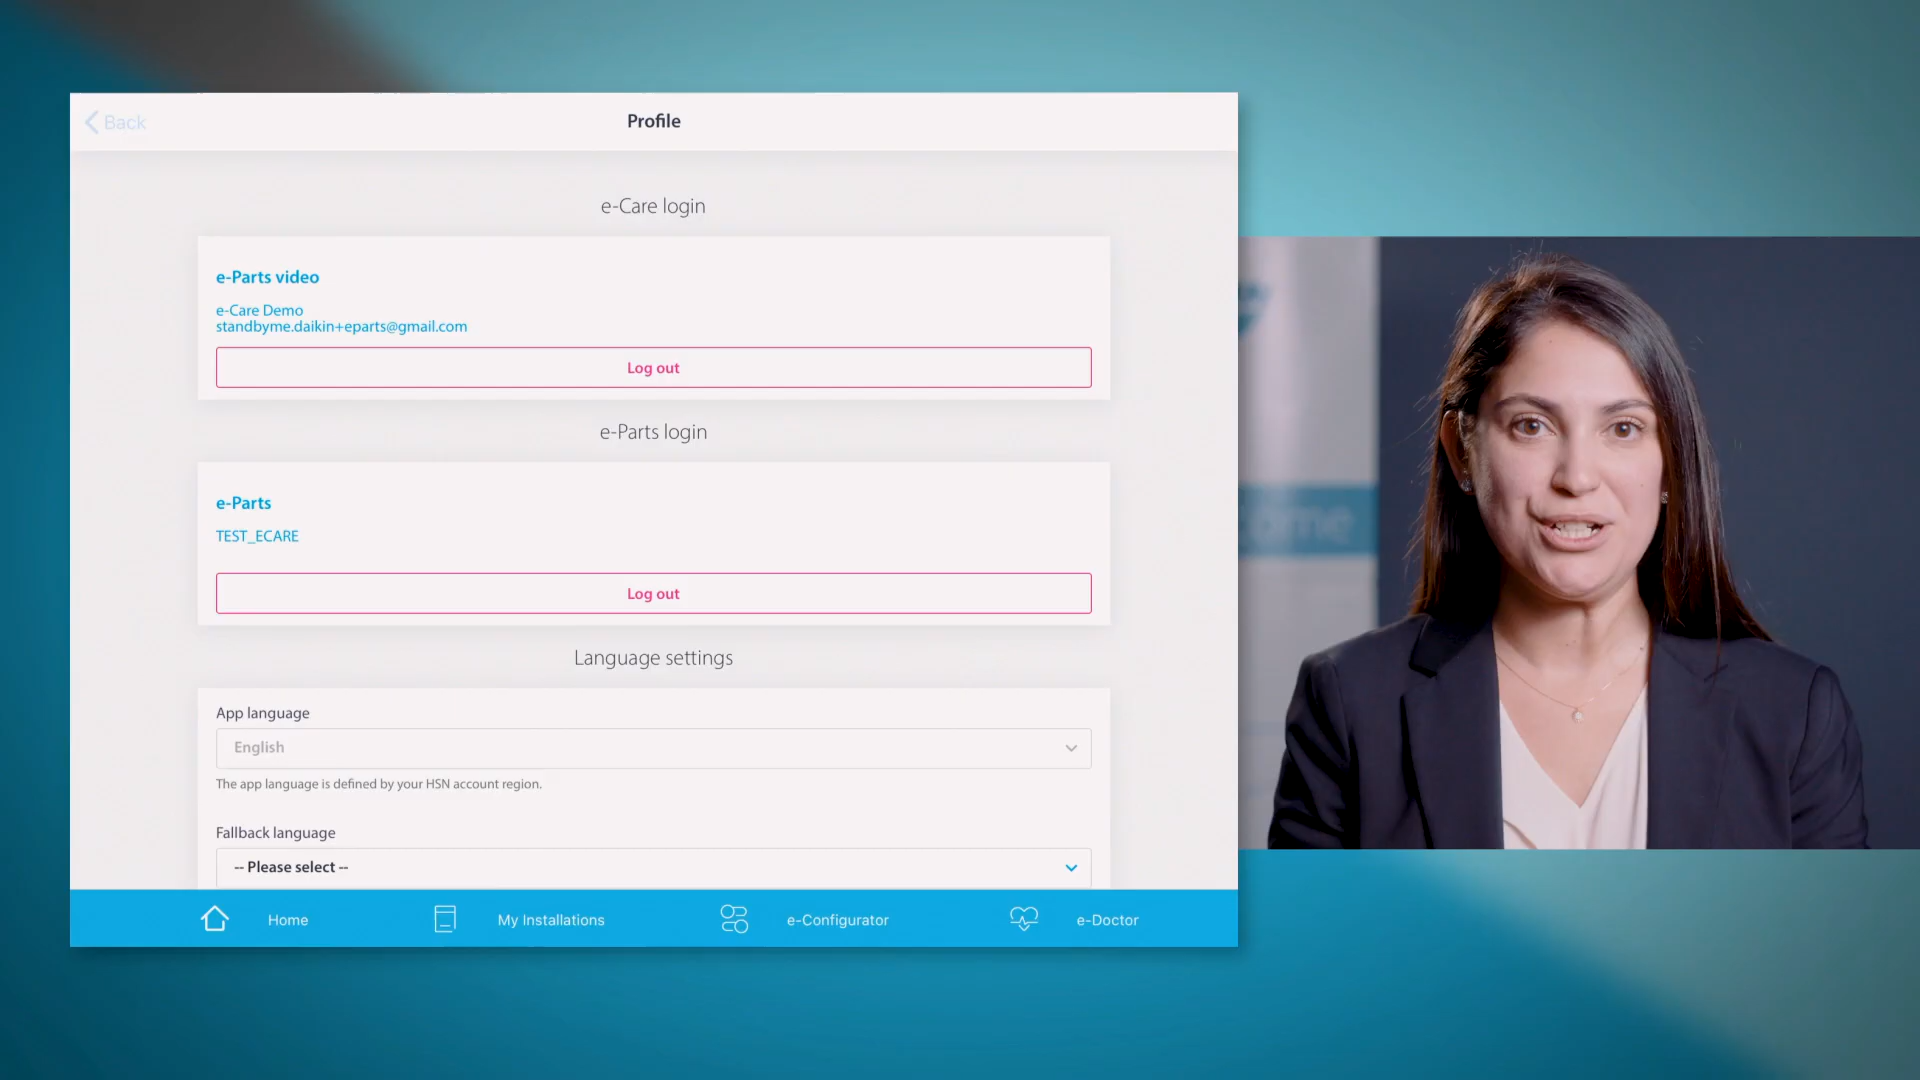 Back
Profile
e-Care login
e-Parts video
e-Care Demo
standbyme.daikin+eparts@gmail.com
Log out
e-Parts login
e-Parts
TEST_ECARE
Log out
Language settings
App language
English
The app language is defined by your HSN account region.
Fallback language
-- Please select --
Home
My Installations
e-Configurator
e-Doctor